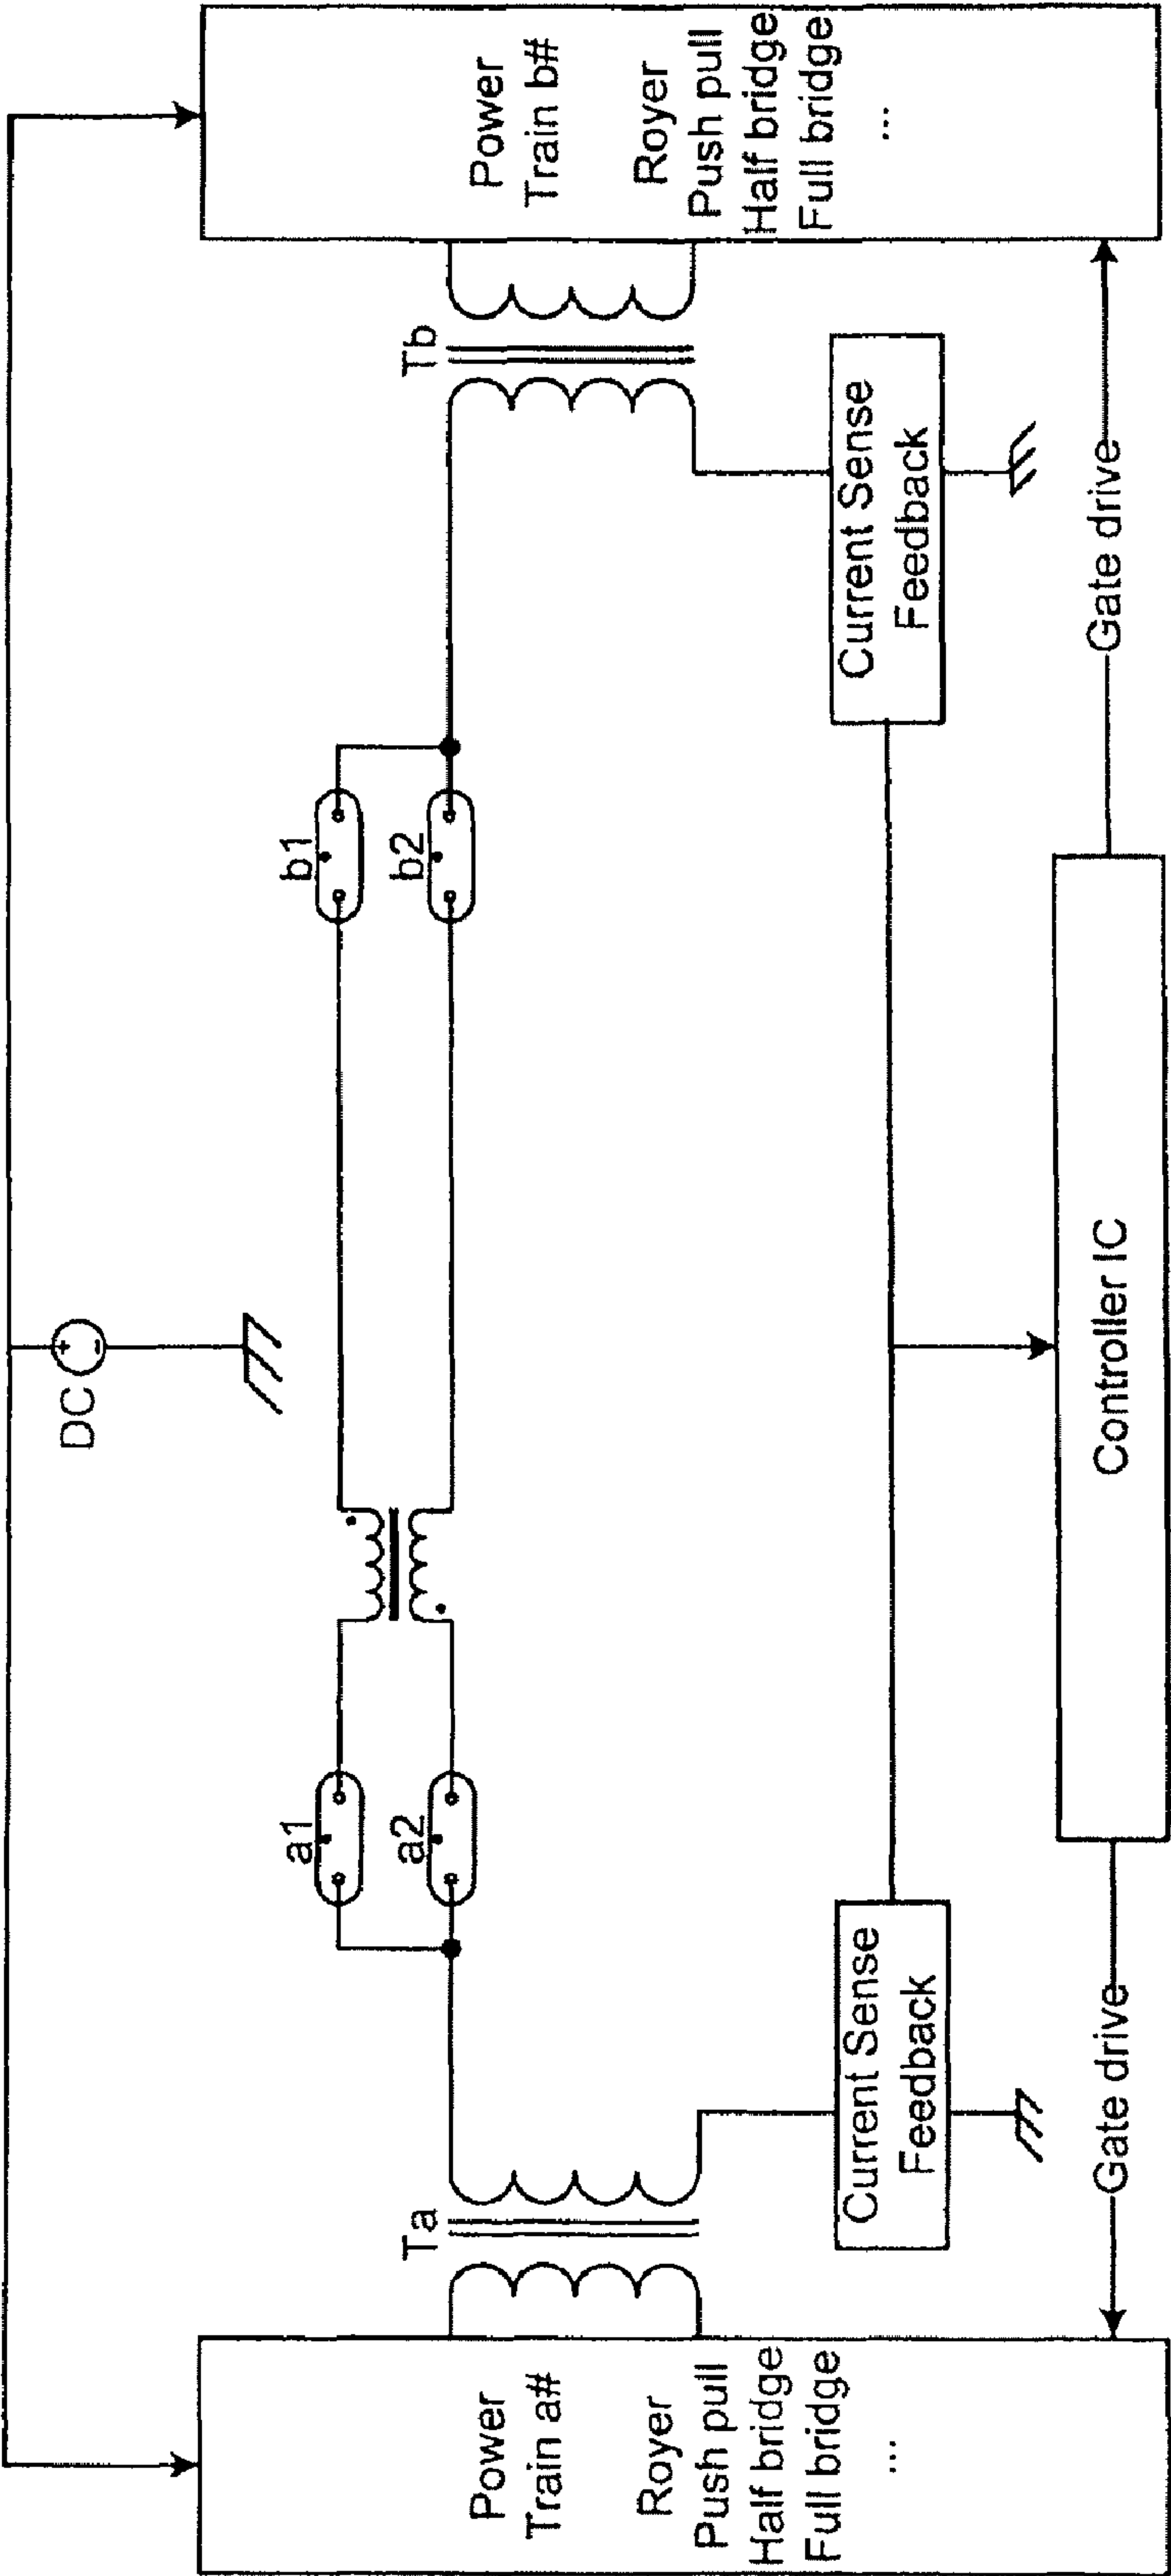 DC
+
-
Power
Train a#
Royer
Push pull
Half bridge
Full bridge
...
Ta
a1
a2
b1
b2
Tb
Power
Train b#
Royer
Push pull
Half bridge
Full bridge
...
Current Sense
Feedback
Current Sense
Feedback
Gate drive
Controller IC
Gate drive